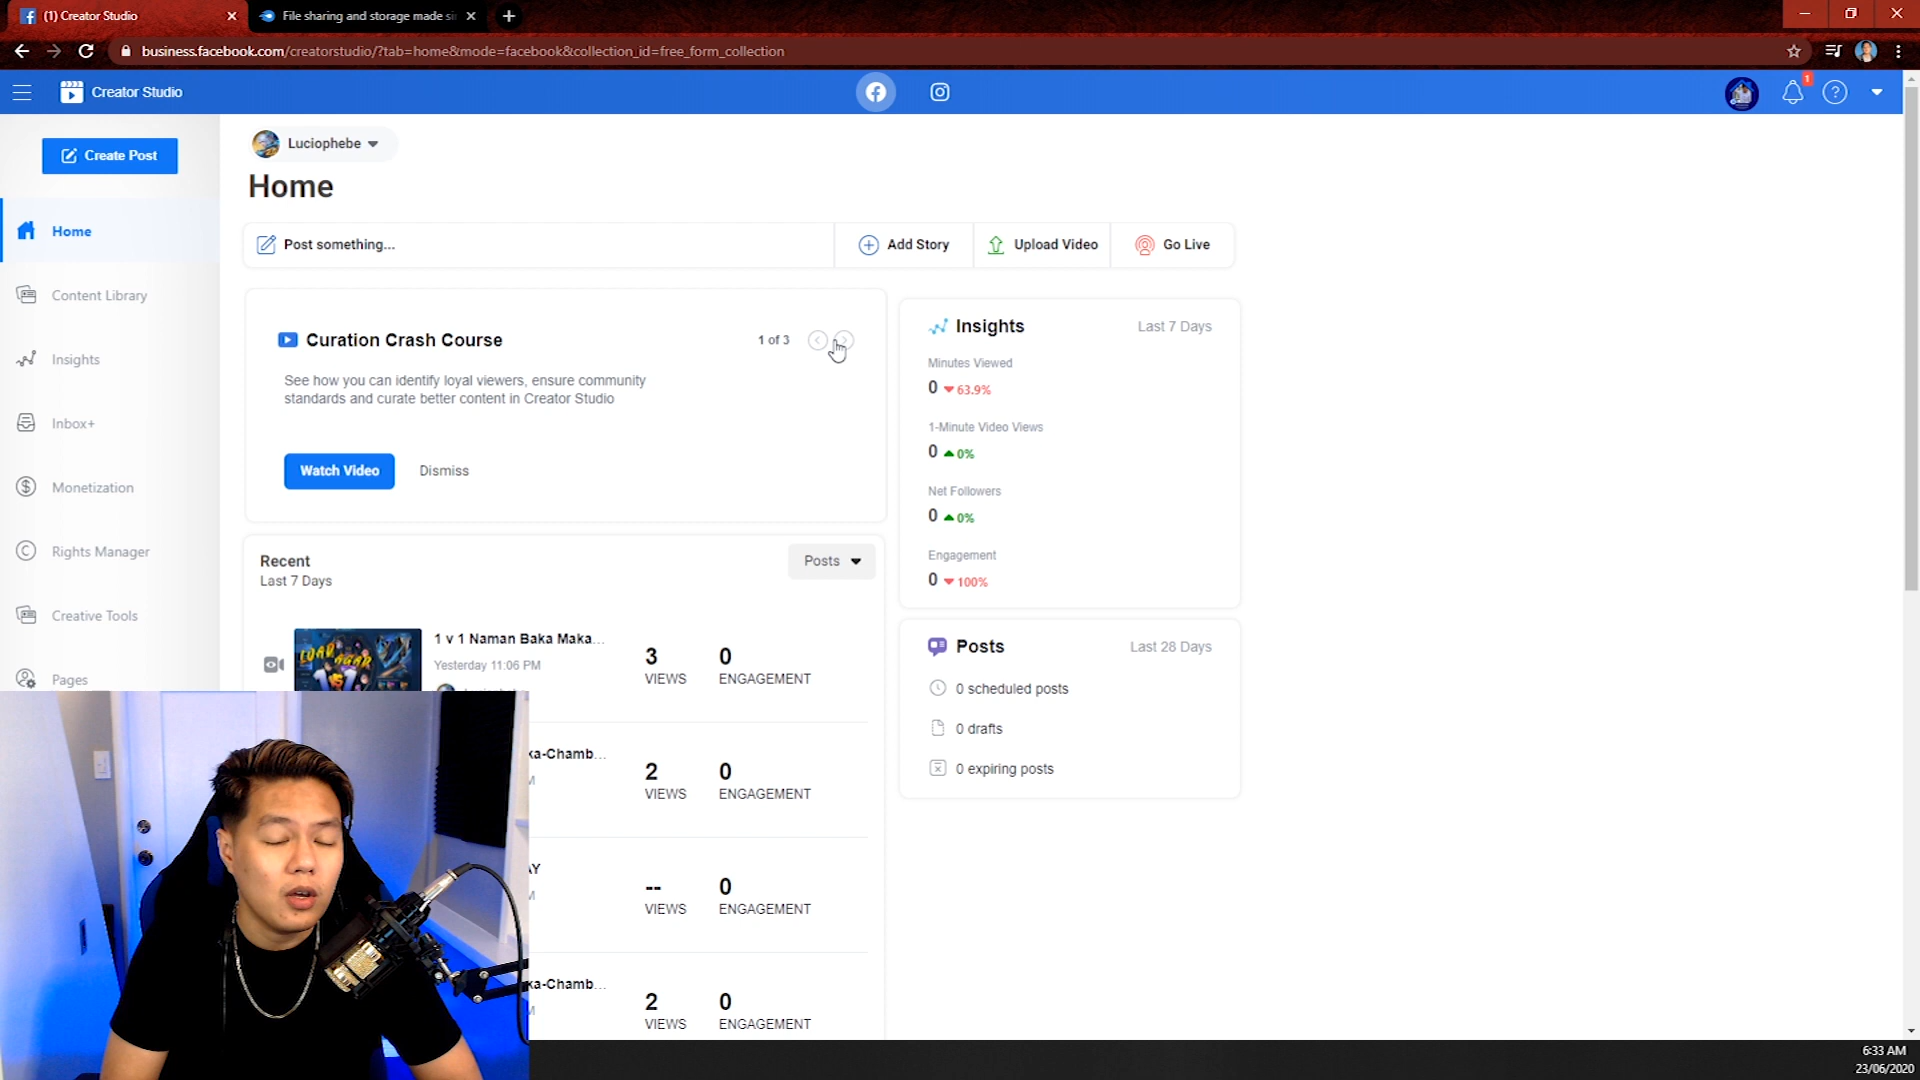 (1) Creator Studio
File sharing and storage made si
business.facebook.com/creatorstudio/?tab=home&mode=facebook&collection_id=free_form_collection
Creator Studio
1
Create Post
Luciophebe
Home
Home
Content Library
Insights
Inbox+
Monetization
Rights Manager
Creative Tools
Pages
Post something...
Add Story
Upload Video
Go Live
Curation Crash Course
1 of 3
See how you can identify loyal viewers, ensure community
standards and curate better content in Creator Studio
Watch Video
Dismiss
Insights
Last 7 Days
Minutes Viewed
0 63.9%
1-Minute Video Views
0 0%
Net Followers
0 0%
Engagement
0 100%
Recent
Last 7 Days
Posts
1 v 1 Naman Baka Maka...
Yesterday 11:06 PM
3
VIEWS
0
ENGAGEMENT
ka-Chamb...
2
VIEWS
0
ENGAGEMENT
--
VIEWS
0
ENGAGEMENT
ka-Chamb...
2
VIEWS
0
ENGAGEMENT
Posts
Last 28 Days
0 scheduled posts
0 drafts
0 expiring posts
6:33 AM
23/06/2020